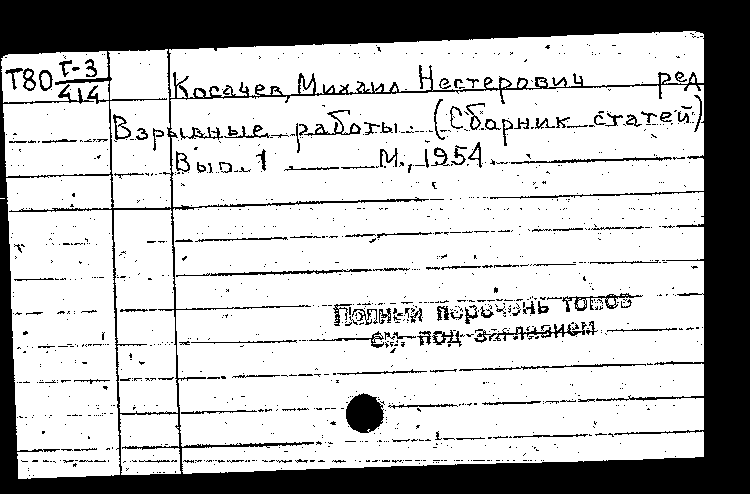 Т80 Т-3/414
Косачев, Михаил Нестерович ред
Взрывные работы. (Сборник статей)
Вып. 1. М., 1954.
Полный перечень томов
см. под заглавием